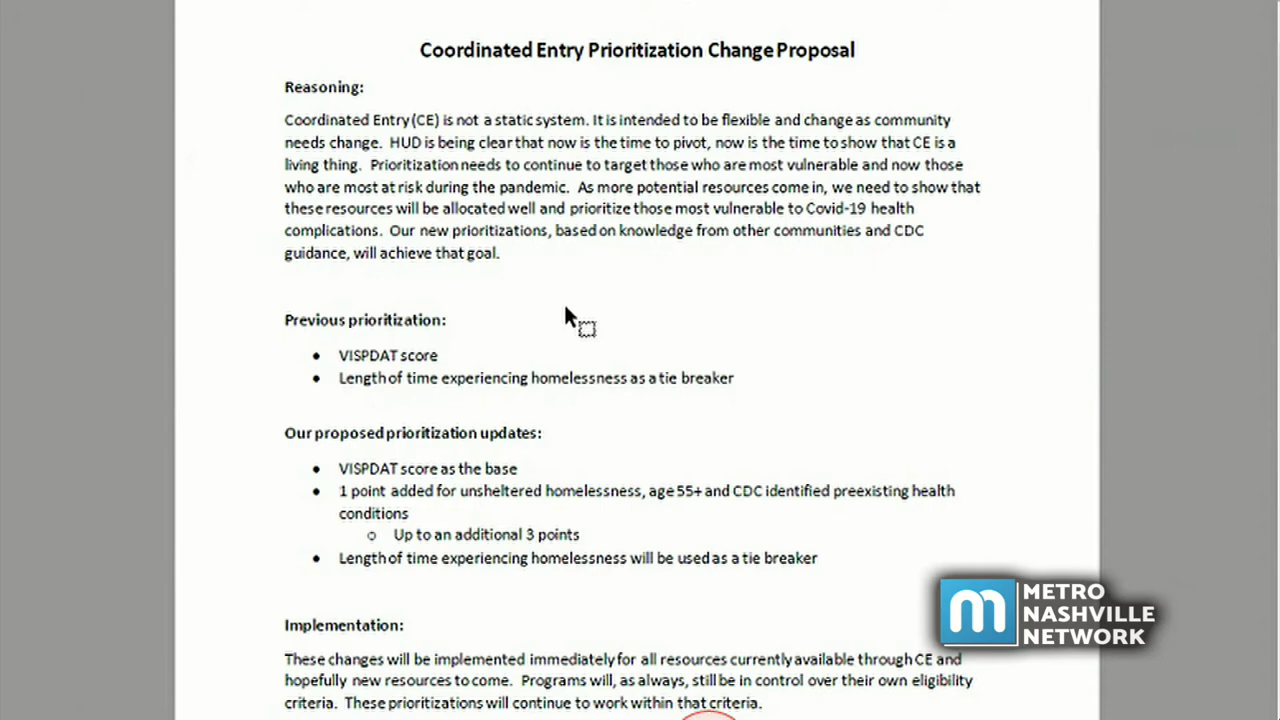 Coordinated Entry Prioritization Change Proposal
Reasoning:
Coordinated Entry (CE) is not a static system. It is intended to be flexible and change as community
needs change. HUD is being clear that now is the time to pivot, now is the time to show that CE is a
living thing. Prioritization needs to continue to target those who are most vulnerable and now those
who are most at risk during the pandemic. As more potential resources come in, we need to show that
these resources will be allocated well and prioritize those most vulnerable to Covid-19 health
complications. Our new prioritizations, based on knowledge from other communities and CDC
guidance, will achieve that goal.
Previous prioritization:
• VISPDAT score
• Length of time experiencing homelessness as a tie breaker
Our proposed prioritization updates:
• VISPDAT score as the base
• 1 point added for unsheltered homelessness, age 55+ and CDC identified preexisting health
conditions
o Up to an additional 3 points
• Length of time experiencing homelessness will be used as a tie breaker
Implementation:
These changes will be implemented immediately for all resources currently available through CE and
hopefully new resources to come. Programs will, as always, still be in control over their own eligibility
criteria. These prioritizations will continue to work within that criteria.
m METRO
NASHVILLE
NETWORK